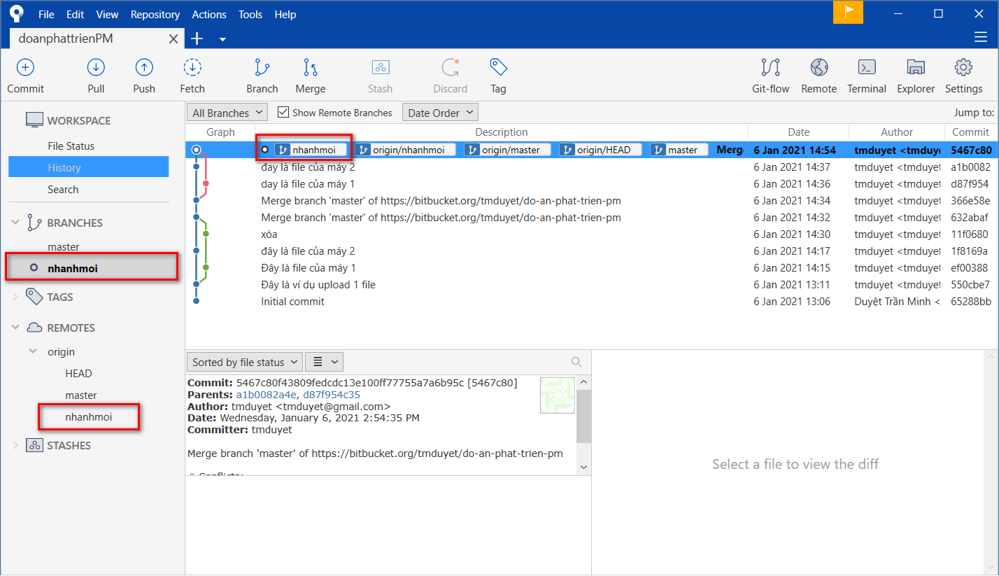 File Edit View Repository Actions Tools Help
doanphattrienPM
Commit Pull Push Fetch Branch Merge Stash Discard Tag Git-flow Remote Terminal Explorer Settings
WORKSPACE
File Status
History
Search
BRANCHES
master
nhanhmoi
TAGS
REMOTES
origin
HEAD
master
nhanhmoi
STASHES
All Branches Show Remote Branches Date Order Jump to:
Graph Description Date Author Commit
nhanhmoi origin/nhanhmoi origin/master origin/HEAD master Merg 6 Jan 2021 14:54 tmduyet <tmduye 5467c80
đay là file của máy 2 6 Jan 2021 14:37 tmduyet <tmduyet a1b0082
day là file của máy 1 6 Jan 2021 14:36 tmduyet <tmduyet d87f954
Merge branch 'master' of https://bitbucket.org/tmduyet/do-an-phat-trien-pm 6 Jan 2021 14:34 tmduyet <tmduyet 366e58e
Merge branch 'master' of https://bitbucket.org/tmduyet/do-an-phat-trien-pm 6 Jan 2021 14:32 tmduyet <tmduyet 632abaf
xóa 6 Jan 2021 14:30 tmduyet <tmduyet 11f0680
đây là file của máy 2 6 Jan 2021 14:17 tmduyet <tmduyet 1f8169a
Đây là file của máy 1 6 Jan 2021 14:15 tmduyet <tmduyet ef00388
Đây là ví dụ upload 1 file 6 Jan 2021 13:11 tmduyet <tmduyet 550cbe7
Initial commit 6 Jan 2021 13:06 Duyệt Trần Minh < 65288bb
Sorted by file status
Commit: 5467c80f43809fedcdc13e100ff77755a7a6b95c [5467c80]
Parents: a1b0082a4e, d87f954c35
Author: tmduyet <tmduyet@gmail.com>
Date: Wednesday, January 6, 2021 2:54:35 PM
Committer: tmduyet
Merge branch 'master' of https://bitbucket.org/tmduyet/do-an-phat-trien-pm
# Conflicts:
Select a file to view the diff